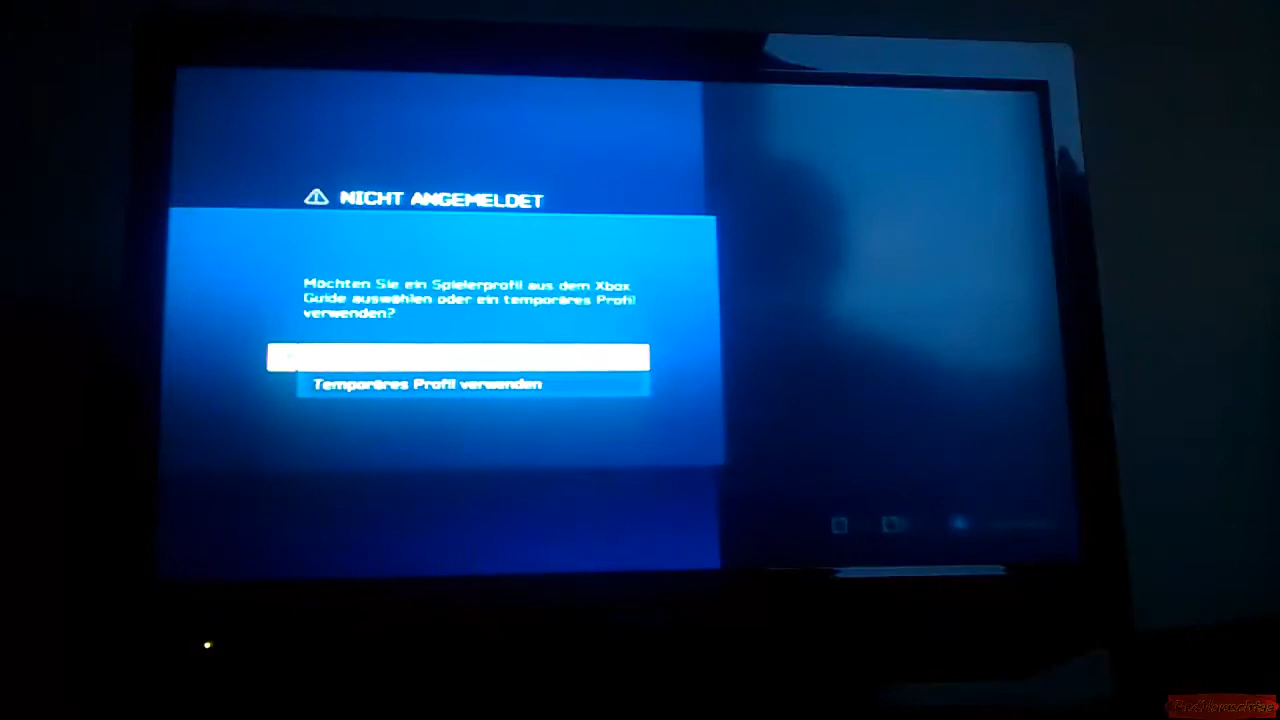 NICHT ANGEMELDET
Möchten Sie ein Spielerprofil aus dem Xbox
Guide auswählen oder ein temporäres Profil
verwenden?
Temporäres Profil verwenden